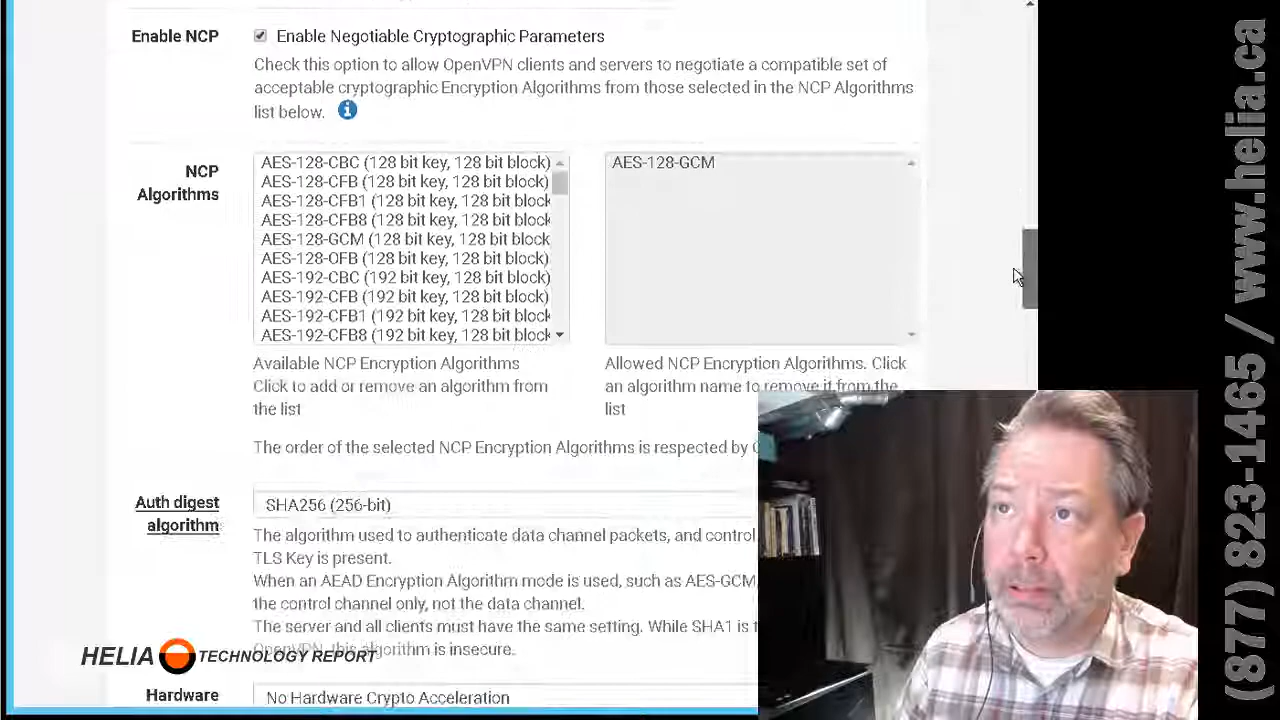 Enable NCP
Enable Negotiable Cryptographic Parameters
Check this option to allow OpenVPN clients and servers to negotiate a compatible set of
acceptable cryptographic Encryption Algorithms from those selected in the NCP Algorithms
list below.
NCP
Algorithms
AES-128-CBC (128 bit key, 128 bit block)
AES-128-CFB (128 bit key, 128 bit block)
AES-128-CFB1 (128 bit key, 128 bit block
AES-128-CFB8 (128 bit key, 128 bit block
AES-128-GCM (128 bit key, 128 bit block
AES-128-OFB (128 bit key, 128 bit block)
AES-192-CBC (192 bit key, 128 bit block)
AES-192-CFB (192 bit key, 128 bit block)
AES-192-CFB1 (192 bit key, 128 bit block
AES-192-CFB8 (192 bit key, 128 bit block
AES-128-GCM
Available NCP Encryption Algorithms
Click to add or remove an algorithm from
the list
Allowed NCP Encryption Algorithms. Click
an algorithm name to remove it from the
list
The order of the selected NCP Encryption Algorithms is respected by
Auth digest
algorithm
SHA256 (256-bit)
The algorithm used to authenticate data channel packets, and control
TLS Key is present.
When an AEAD Encryption Algorithm mode is used, such as AES-GCM,
the control channel only, not the data channel.
The server and all clients must have the same setting. While SHA1 is
OpenVPN, this algorithm is insecure.
HELIA TECHNOLOGY REPORT
Hardware
No Hardware Crypto Acceleration
(877) 823-1465 / www.helia.ca